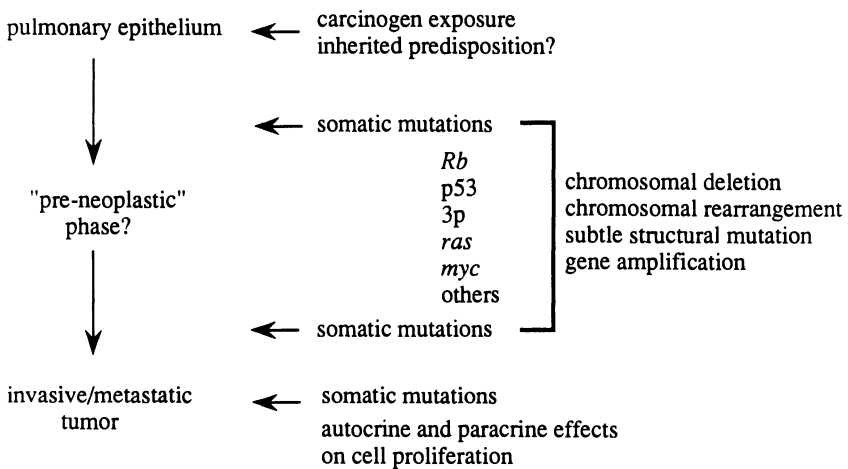 pulmonary epithelium
carcinogen exposure
inherited predisposition?
somatic mutations
Rb
p53
3p
ras
myc
others
somatic mutations
chromosomal deletion
chromosomal rearrangement
subtle structural mutation
gene amplification
"pre-neoplastic"
phase?
invasive/metastatic
tumor
somatic mutations
autocrine and paracrine effects
on cell proliferation